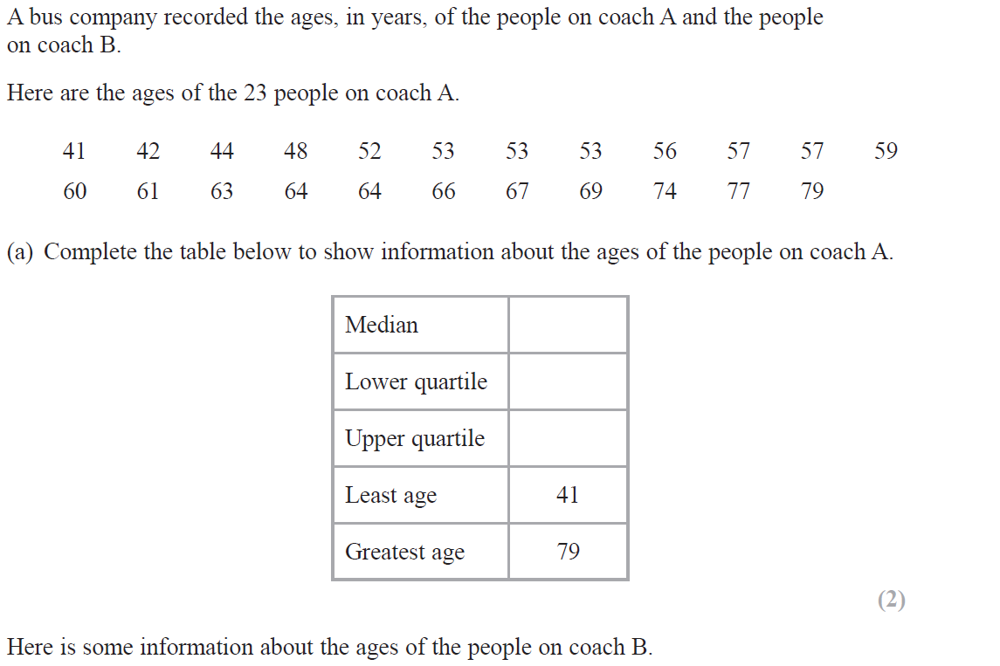 A bus company recorded the ages, in years, of the people on coach A and the people
on coach B.
Here are the ages of the 23 people on coach A.
41 42 44 48 52 53 53 53 56 57 57 59
60 61 63 64 64 66 67 69 74 77 79
(a) Complete the table below to show information about the ages of the people on coach A.
Median
Lower quartile
Upper quartile
Least age 41
Greatest age 79
(2)
Here is some information about the ages of the people on coach B.